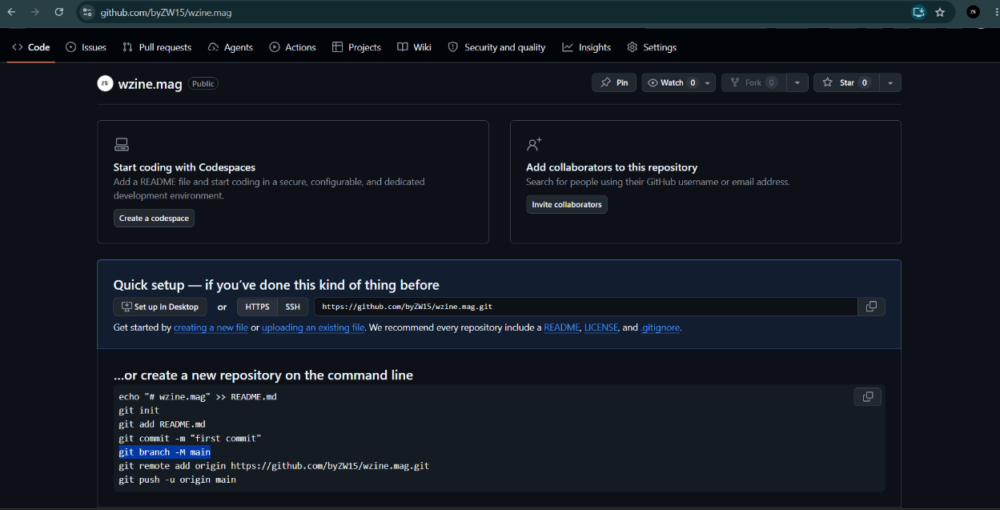 github.com/byZW15/wzine.mag
Code Issues Pull requests Agents Actions Projects Wiki Security and quality Insights Settings
wzine.mag Public Pin Watch 0 Fork 0 Star 0
Start coding with Codespaces
Add a README file and start coding in a secure, configurable, and dedicated
development environment.
Create a codespace
Add collaborators to this repository
Search for people using their GitHub username or email address.
Invite collaborators
Quick setup — if you’ve done this kind of thing before
Set up in Desktop or HTTPS SSH https://github.com/byZW15/wzine.mag.git
Get started by creating a new file or uploading an existing file. We recommend every repository include a README, LICENSE, and .gitignore.
…or create a new repository on the command line
echo "# wzine.mag" >> README.md
git init
git add README.md
git commit -m "first commit"
git branch -M main
git remote add origin https://github.com/byZW15/wzine.mag.git
git push -u origin main